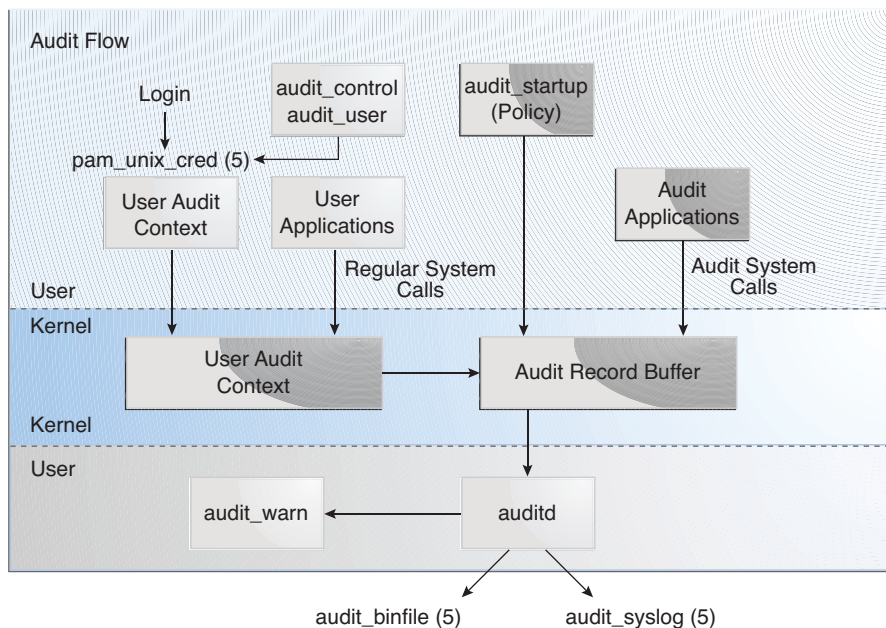 Audit Flow
Login
audit_control
audit_user
audit_startup
(Policy)
pam_unix_cred (5)
User Audit
Context
User
Applications
Audit
Applications
Regular System
Calls
Audit System
Calls
User
Kernel
User Audit
Context
Audit Record Buffer
Kernel
User
audit_warn
auditd
audit_binfile (5)
audit_syslog (5)